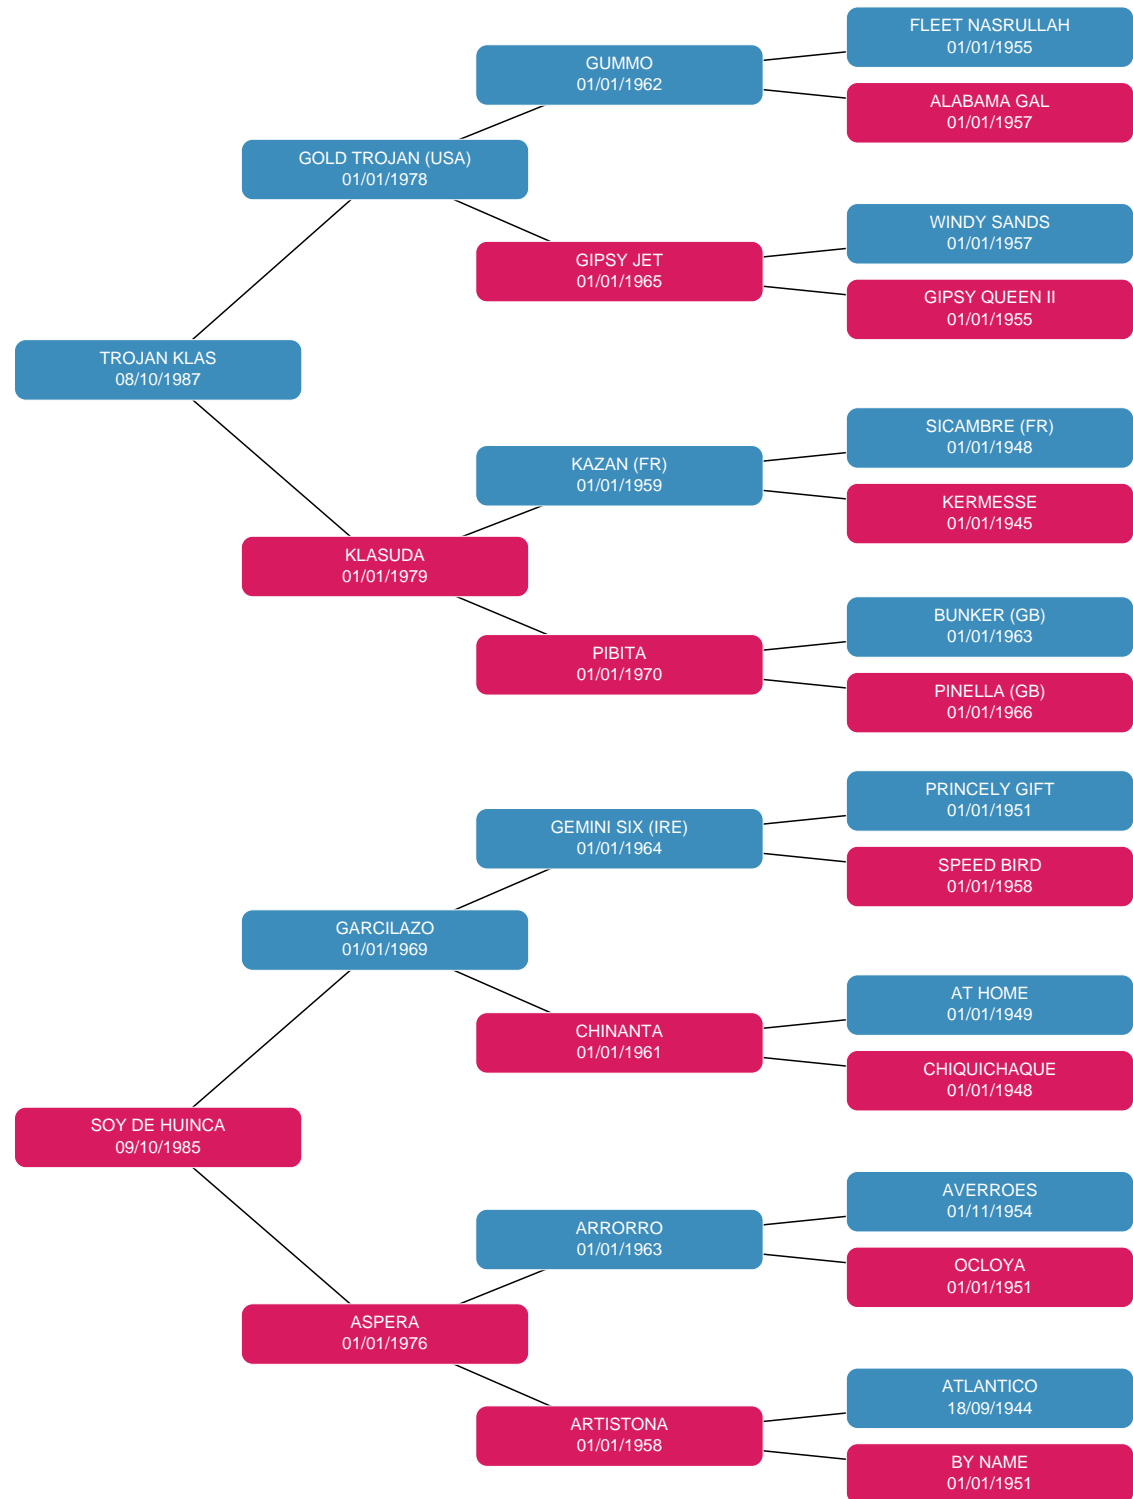 FLEET NASRULLAH
01/01/1955
GUMMO
01/01/1962
ALABAMA GAL
01/01/1957
GOLD TROJAN (USA)
01/01/1978
WINDY SANDS
01/01/1957
GIPSY JET
01/01/1965
GIPSY QUEEN II
01/01/1955
TROJAN KLAS
08/10/1987
SICAMBRE (FR)
01/01/1948
KAZAN (FR)
01/01/1959
KERMESSE
01/01/1945
KLASUDA
01/01/1979
BUNKER (GB)
01/01/1963
PIBITA
01/01/1970
PINELLA (GB)
01/01/1966
PRINCELY GIFT
01/01/1951
GEMINI SIX (IRE)
01/01/1964
SPEED BIRD
01/01/1958
GARCILAZO
01/01/1969
AT HOME
01/01/1949
CHINANTA
01/01/1961
CHIQUICHAQUE
01/01/1948
SOY DE HUINCA
09/10/1985
AVERROES
01/11/1954
ARRORRO
01/01/1963
OCLOYA
01/01/1951
ASPERA
01/01/1976
ATLANTICO
18/09/1944
ARTISTONA
01/01/1958
BY NAME
01/01/1951